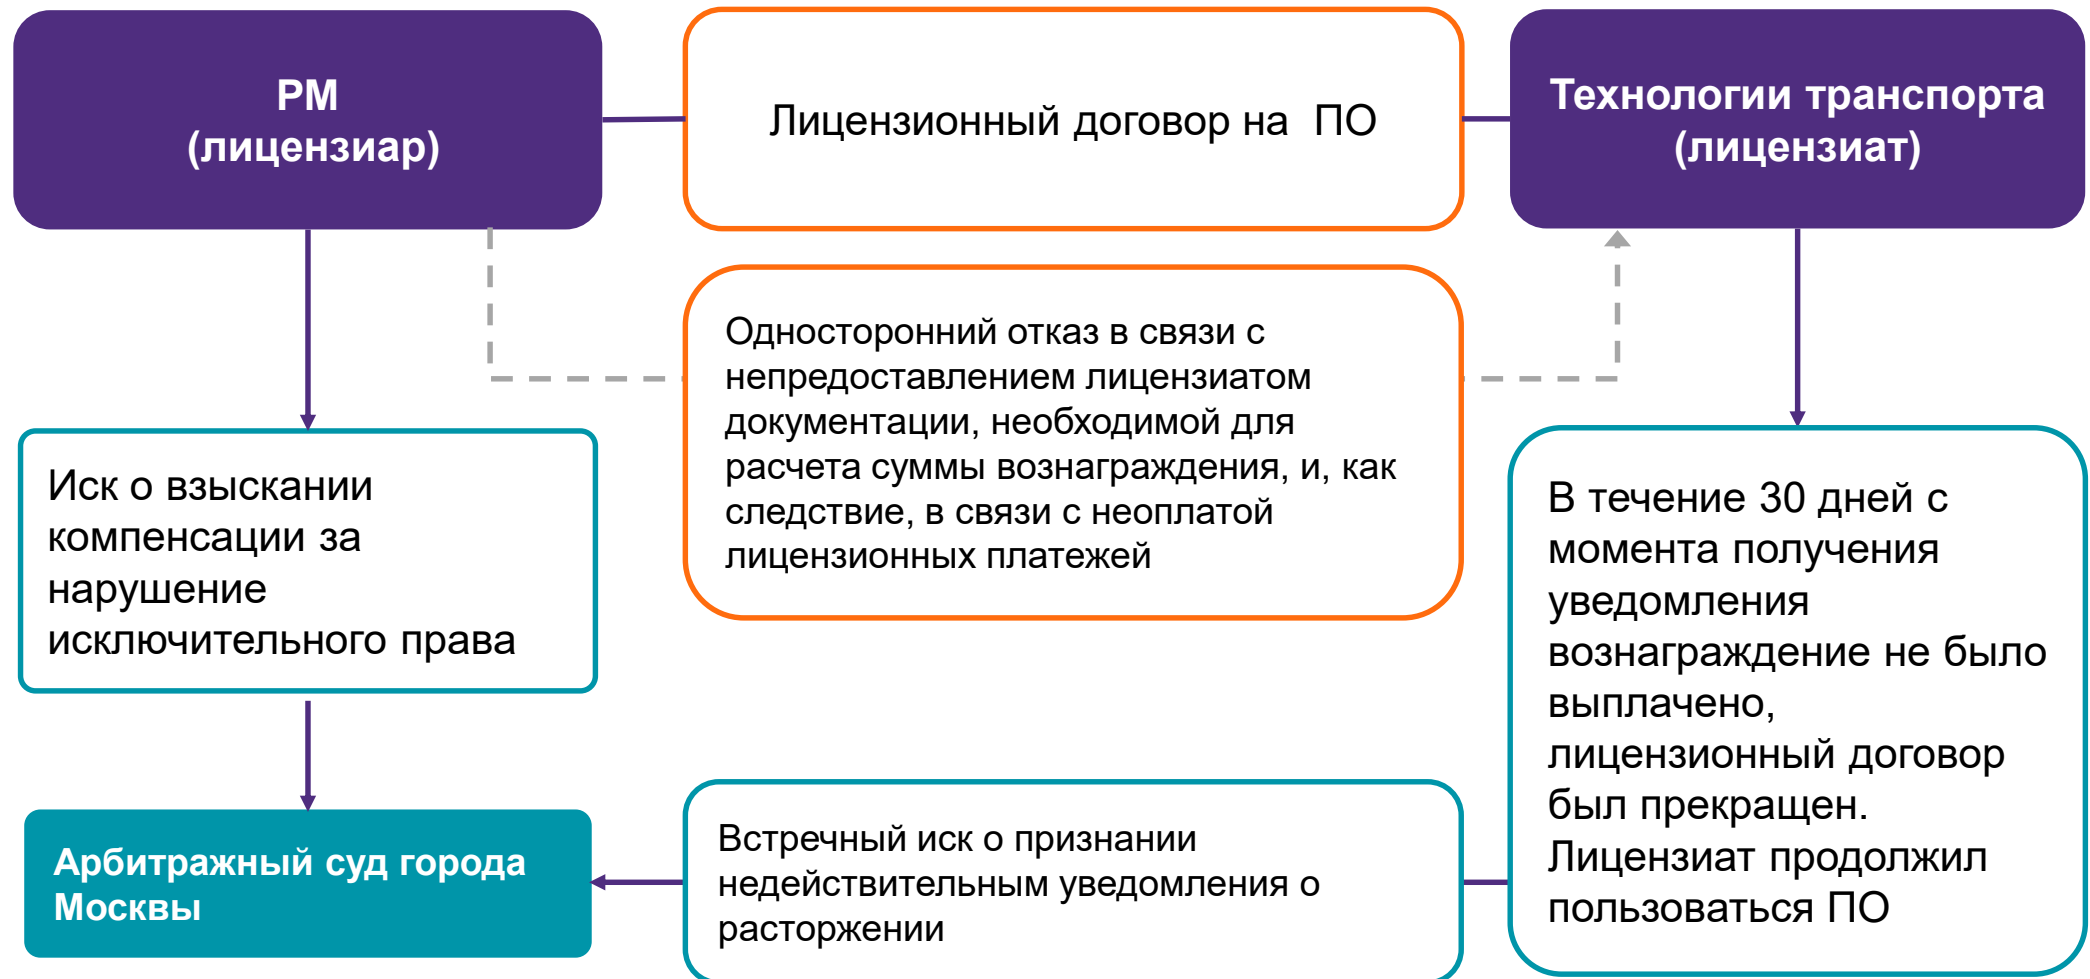 РМ
(лицензиар)
Лицензионный договор на ПО
Технологии транспорта
(лицензиат)
Односторонний отказ в связи с
непредоставлением лицензиатом
документации, необходимой для
расчета суммы вознаграждения, и, как
следствие, в связи с неоплатой
лицензионных платежей
Иск о взыскании
компенсации за
нарушение
исключительного права
В течение 30 дней с
момента получения
уведомления
вознаграждение не было
выплачено,
лицензионный договор
был прекращен.
Лицензиат продолжил
пользоваться ПО
Арбитражный суд города
Москвы
Встречный иск о признании
недействительным уведомления о
расторжении